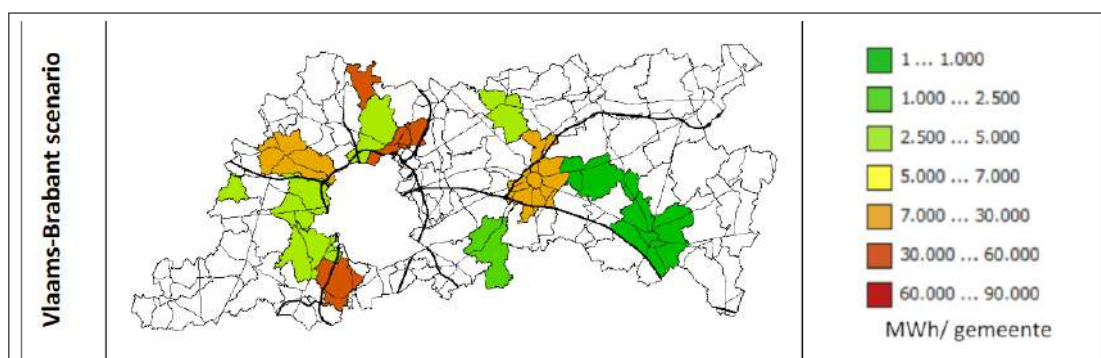 Vlaams-Brabant scenario
1 ... 1.000
1.000 ... 2.500
2.500 ... 5.000
5.000 ... 7.000
7.000 ... 30.000
30.000 ... 60.000
60.000 ... 90.000
MWh/ gemeente